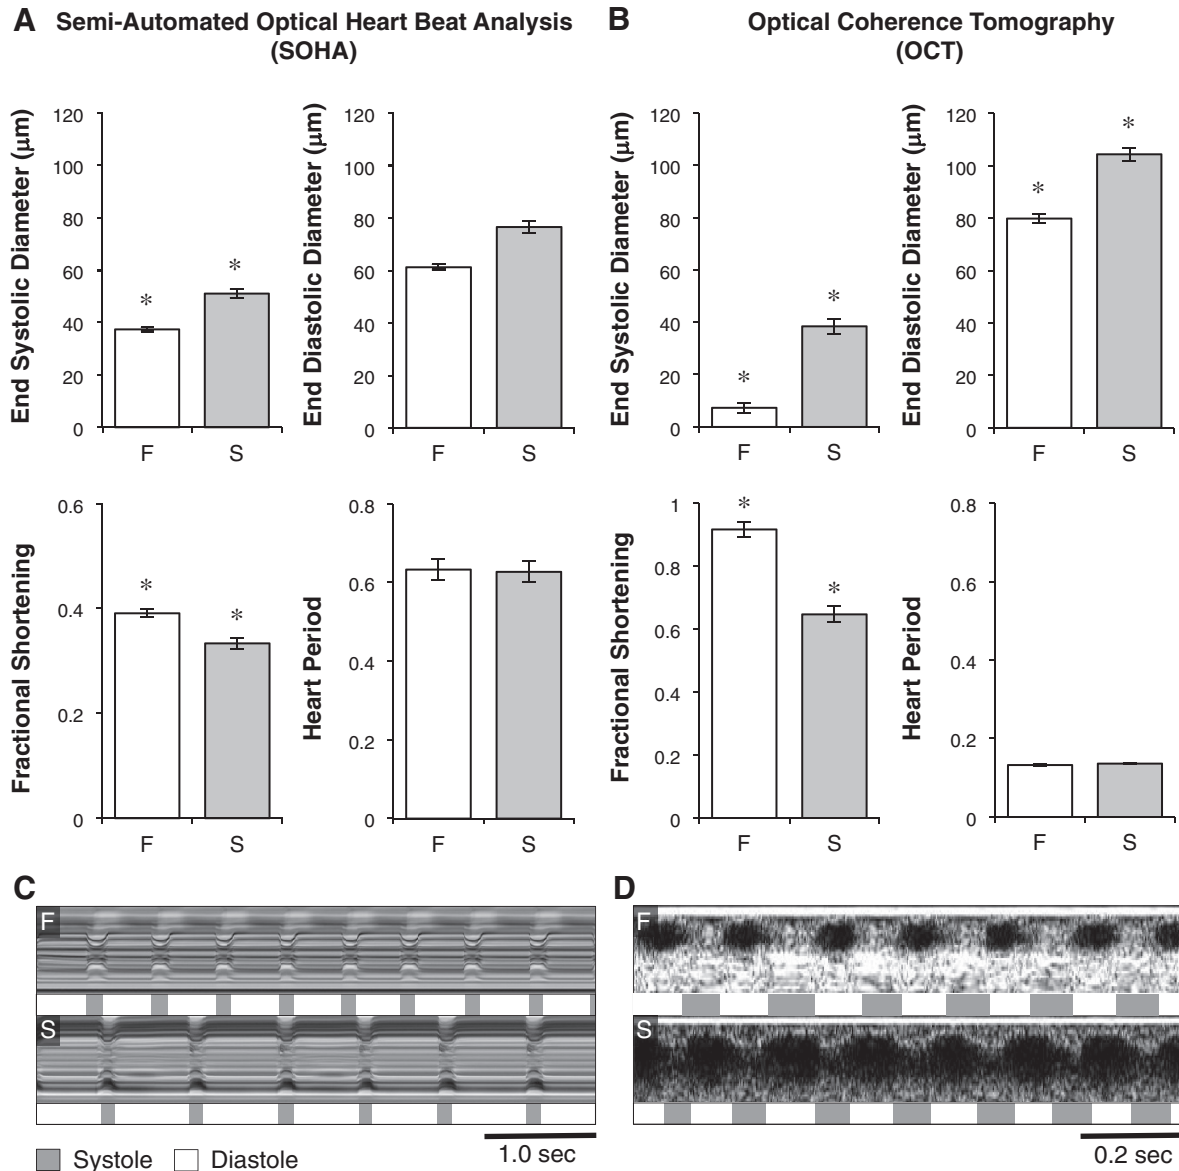 A Semi-Automated Optical Heart Beat Analysis
(SOHA)
B Optical Coherence Tomography
(OCT)
End Systolic Diameter (μm)
120
100
80
60
40
20
0
*
*
F S
End Diastolic Diameter (μm)
120
100
80
60
40
20
0
F S
End Systolic Diameter (μm)
120
100
80
60
40
20
0
*
*
F S
End Diastolic Diameter (μm)
120
100
80
60
40
20
0
*
*
F S
Fractional Shortening
0.6
0.4
0.2
0
*
*
F S
Heart Period
0.8
0.6
0.4
0.2
0
F S
Fractional Shortening
1
0.8
0.6
0.4
0.2
0
*
*
F S
Heart Period
0.8
0.6
0.4
0.2
0
F S
C
F
S
1.0 sec
Systole Diastole
D
F
S
0.2 sec